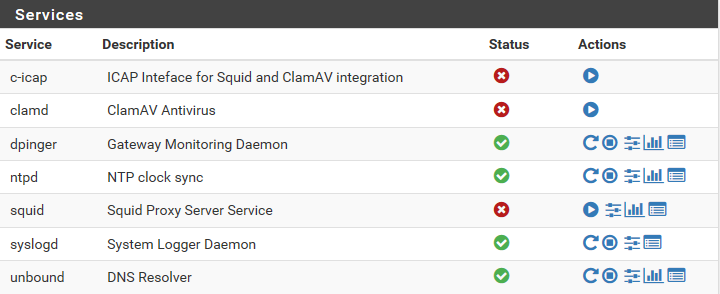 Services
Service Description Status Actions
c-icap ICAP Inteface for Squid and ClamAV integration
clamd ClamAV Antivirus
dpinger Gateway Monitoring Daemon
ntpd NTP clock sync
squid Squid Proxy Server Service
syslogd System Logger Daemon
unbound DNS Resolver